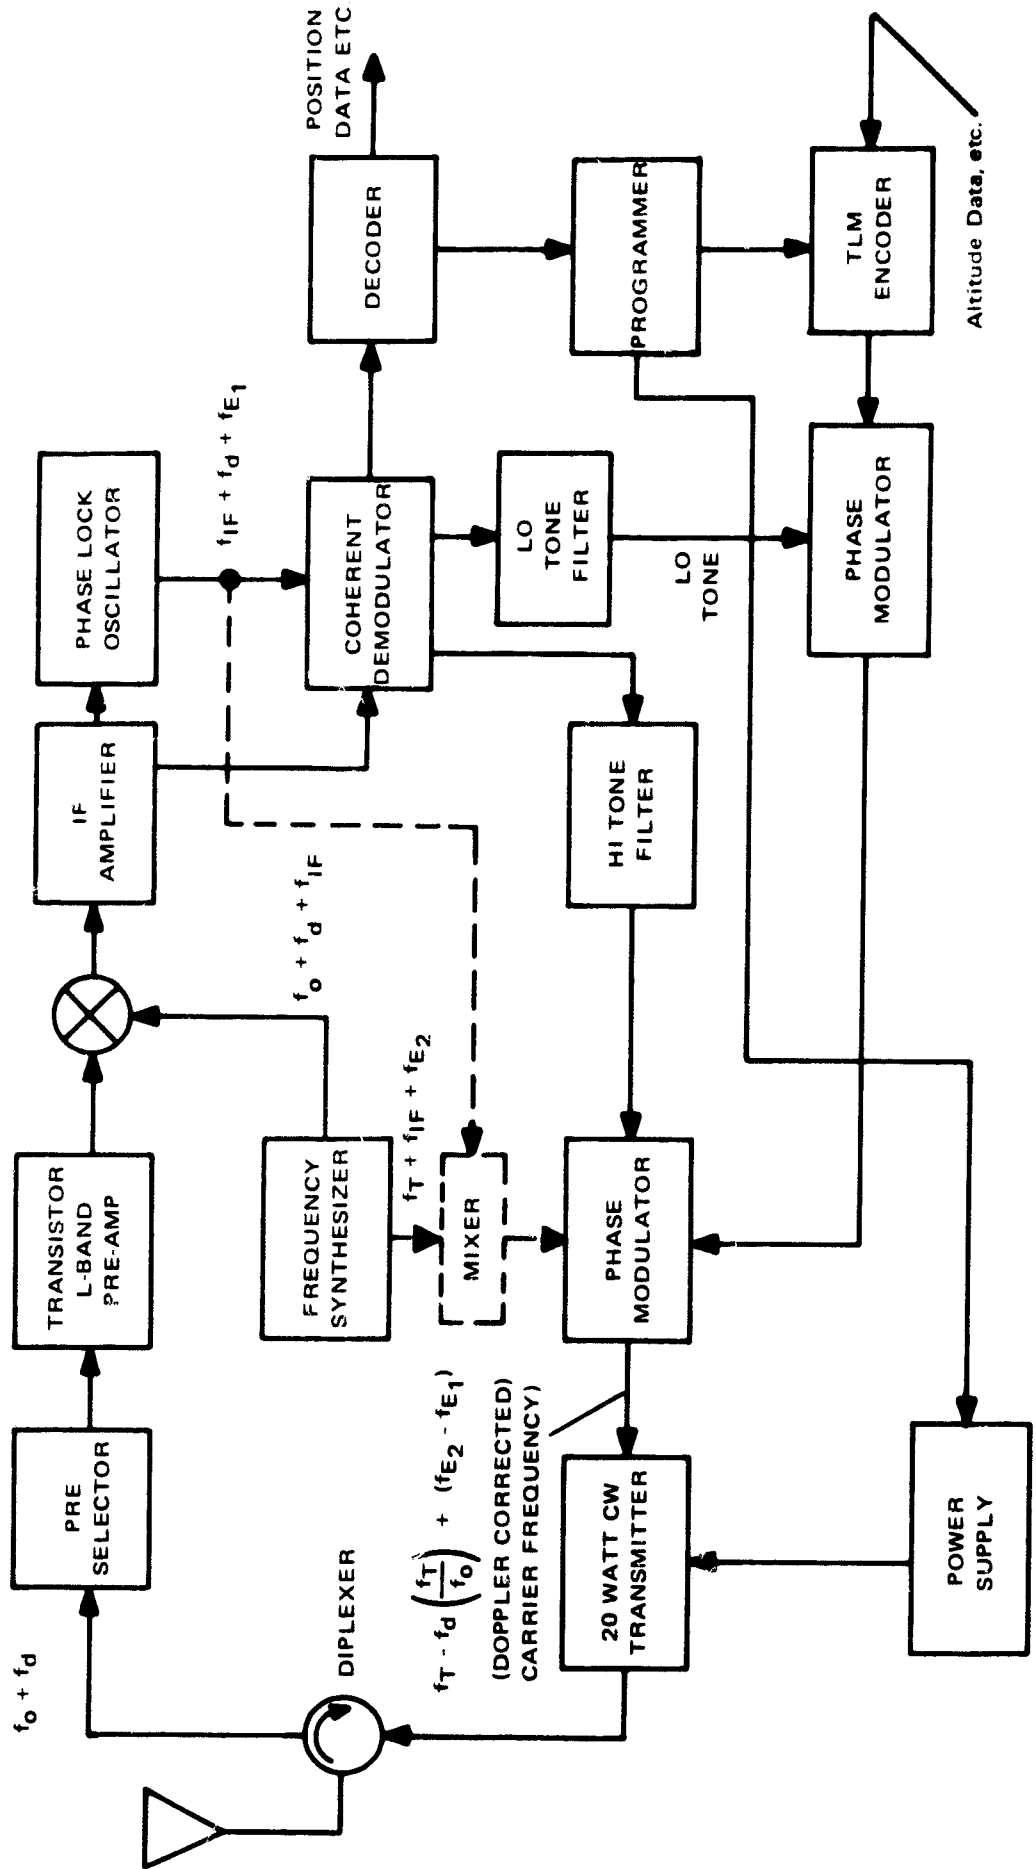 f₀ + f_d
PRE
SELECTOR
TRANSISTOR
L-BAND
PRE-AMP
IF
AMPLIFIER
PHASE LOCK
OSCILLATOR
f_IF + f_d + f_E1
f₀ + f_d + f_IF
DIPLEXER
FREQUENCY
SYNTHESIZER
f_T + f_IF + f_E2
MIXER
COHERENT
DEMODULATOR
DECODER
POSITION
DATA ETC.
f_T - f_d (f_T / f₀) + (f_E2 - f_E1)
(DOPPLER CORRECTED)
CARRIER FREQUENCY)
LO
TONE
FILTER
20 WATT CW
TRANSMITTER
PHASE
MODULATOR
HI TONE
FILTER
PROGRAMMER
LO
TONE
POWER
SUPPLY
PHASE
MODULATOR
TLM
ENCODER
Altitude Data, etc.